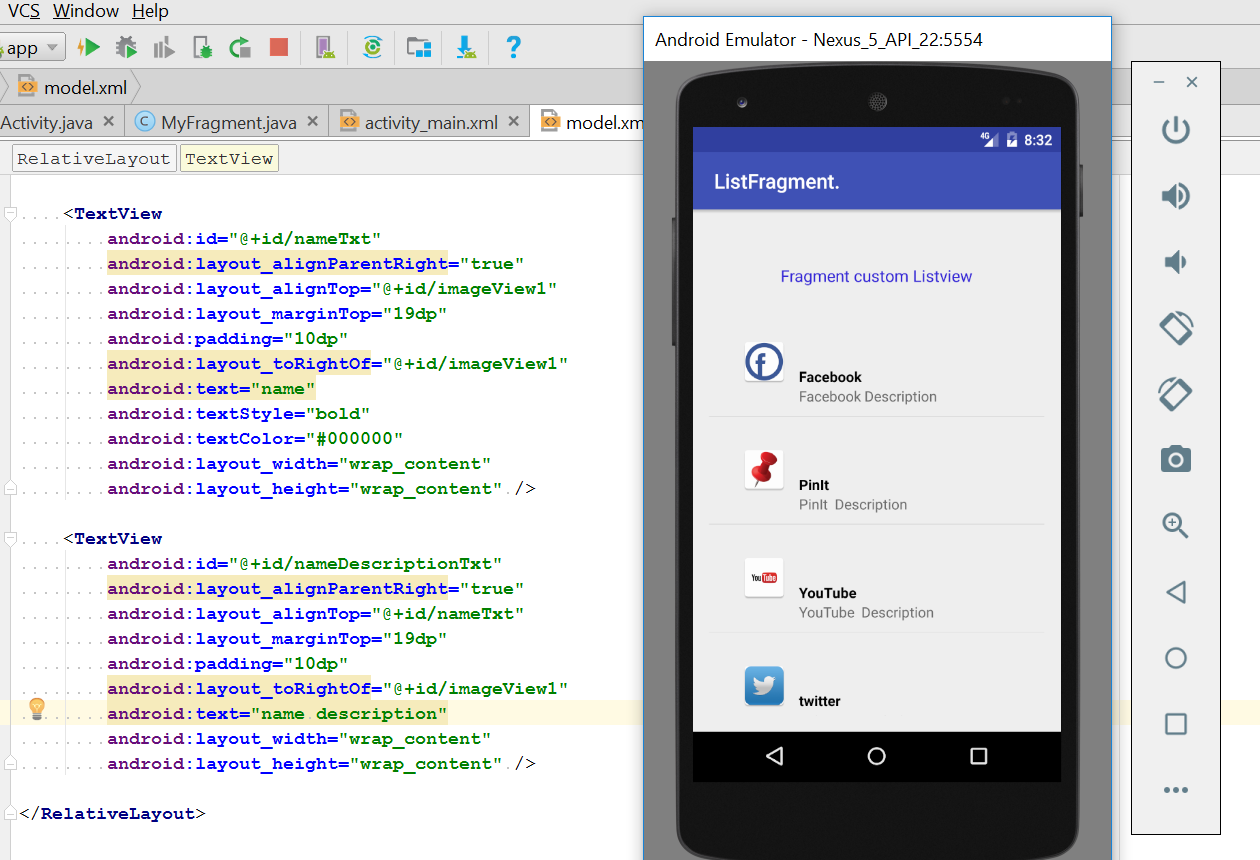 VCS Window Help
app
model.xml
Activity.java MyFragment.java activity_main.xml model.xm
RelativeLayout TextView
<TextView
android:id="@+id/nameTxt"
android:layout_alignParentRight="true"
android:layout_alignTop="@+id/imageView1"
android:layout_marginTop="19dp"
android:padding="10dp"
android:layout_toRightOf="@+id/imageView1"
android:text="name"
android:textStyle="bold"
android:textColor="#000000"
android:layout_width="wrap_content"
android:layout_height="wrap_content" />
<TextView
android:id="@+id/nameDescriptionTxt"
android:layout_alignParentRight="true"
android:layout_alignTop="@+id/nameTxt"
android:layout_marginTop="19dp"
android:padding="10dp"
android:layout_toRightOf="@+id/imageView1"
android:text="name description"
android:layout_width="wrap_content"
android:layout_height="wrap_content" />
</RelativeLayout>
Android Emulator - Nexus_5_API_22:5554
4G 8:32
ListFragment.
Fragment custom Listview
Facebook
Facebook Description
PinIt
PinIt Description
YouTube
YouTube
YouTube Description
twitter